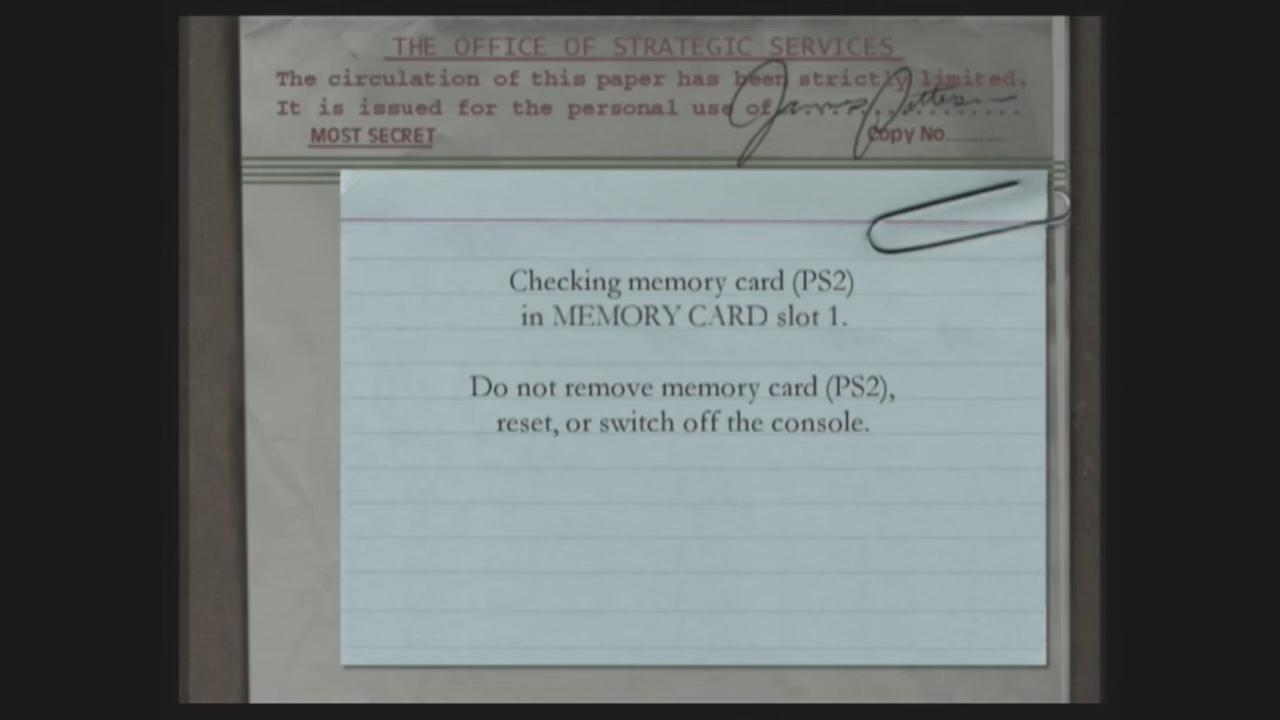 THE OFFICE OF STRATEGIC SERVICES
The circulation of this paper has been strictly limited.
It is issued for the personal use of..................
MOST SECRET
Copy No............
Checking memory card (PS2)
in MEMORY CARD slot 1.
Do not remove memory card (PS2),
reset, or switch off the console.